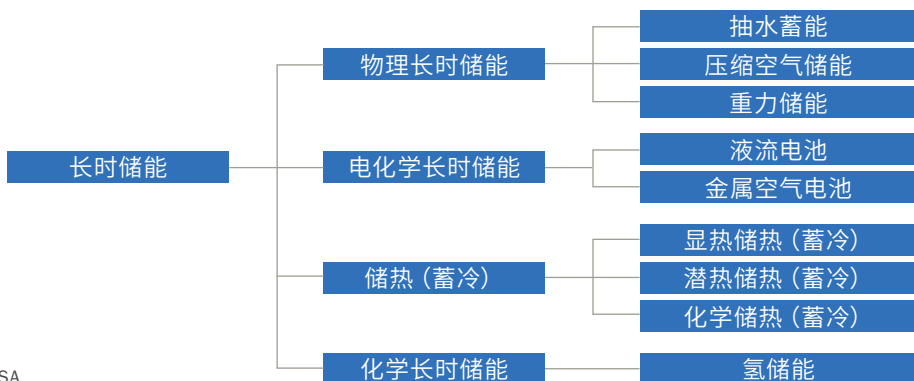 抽水蓄能
物理长时储能
压缩空气储能
重力储能
液流电池
长时储能
电化学长时储能
金属空气电池
显热储热（蓄冷）
储热（蓄冷）
潜热储热（蓄冷）
化学储热（蓄冷）
化学长时储能
氢储能
SA